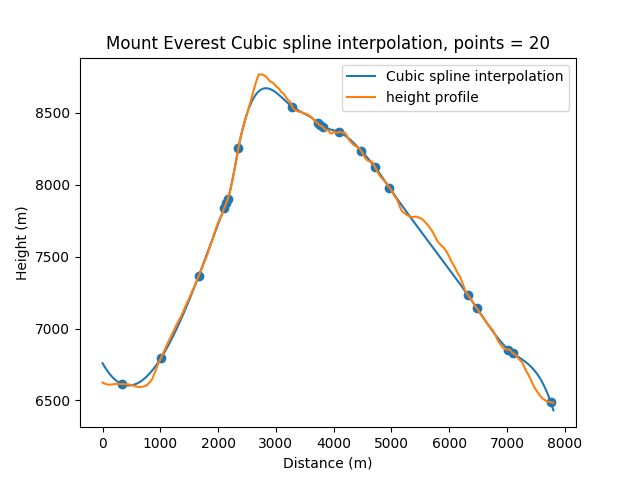 Mount Everest Cubic spline interpolation, points = 20
Cubic spline interpolation
height profile
8500
8000
7500
7000
6500
Height (m)
0 1000 2000 3000 4000 5000 6000 7000 8000
Distance (m)